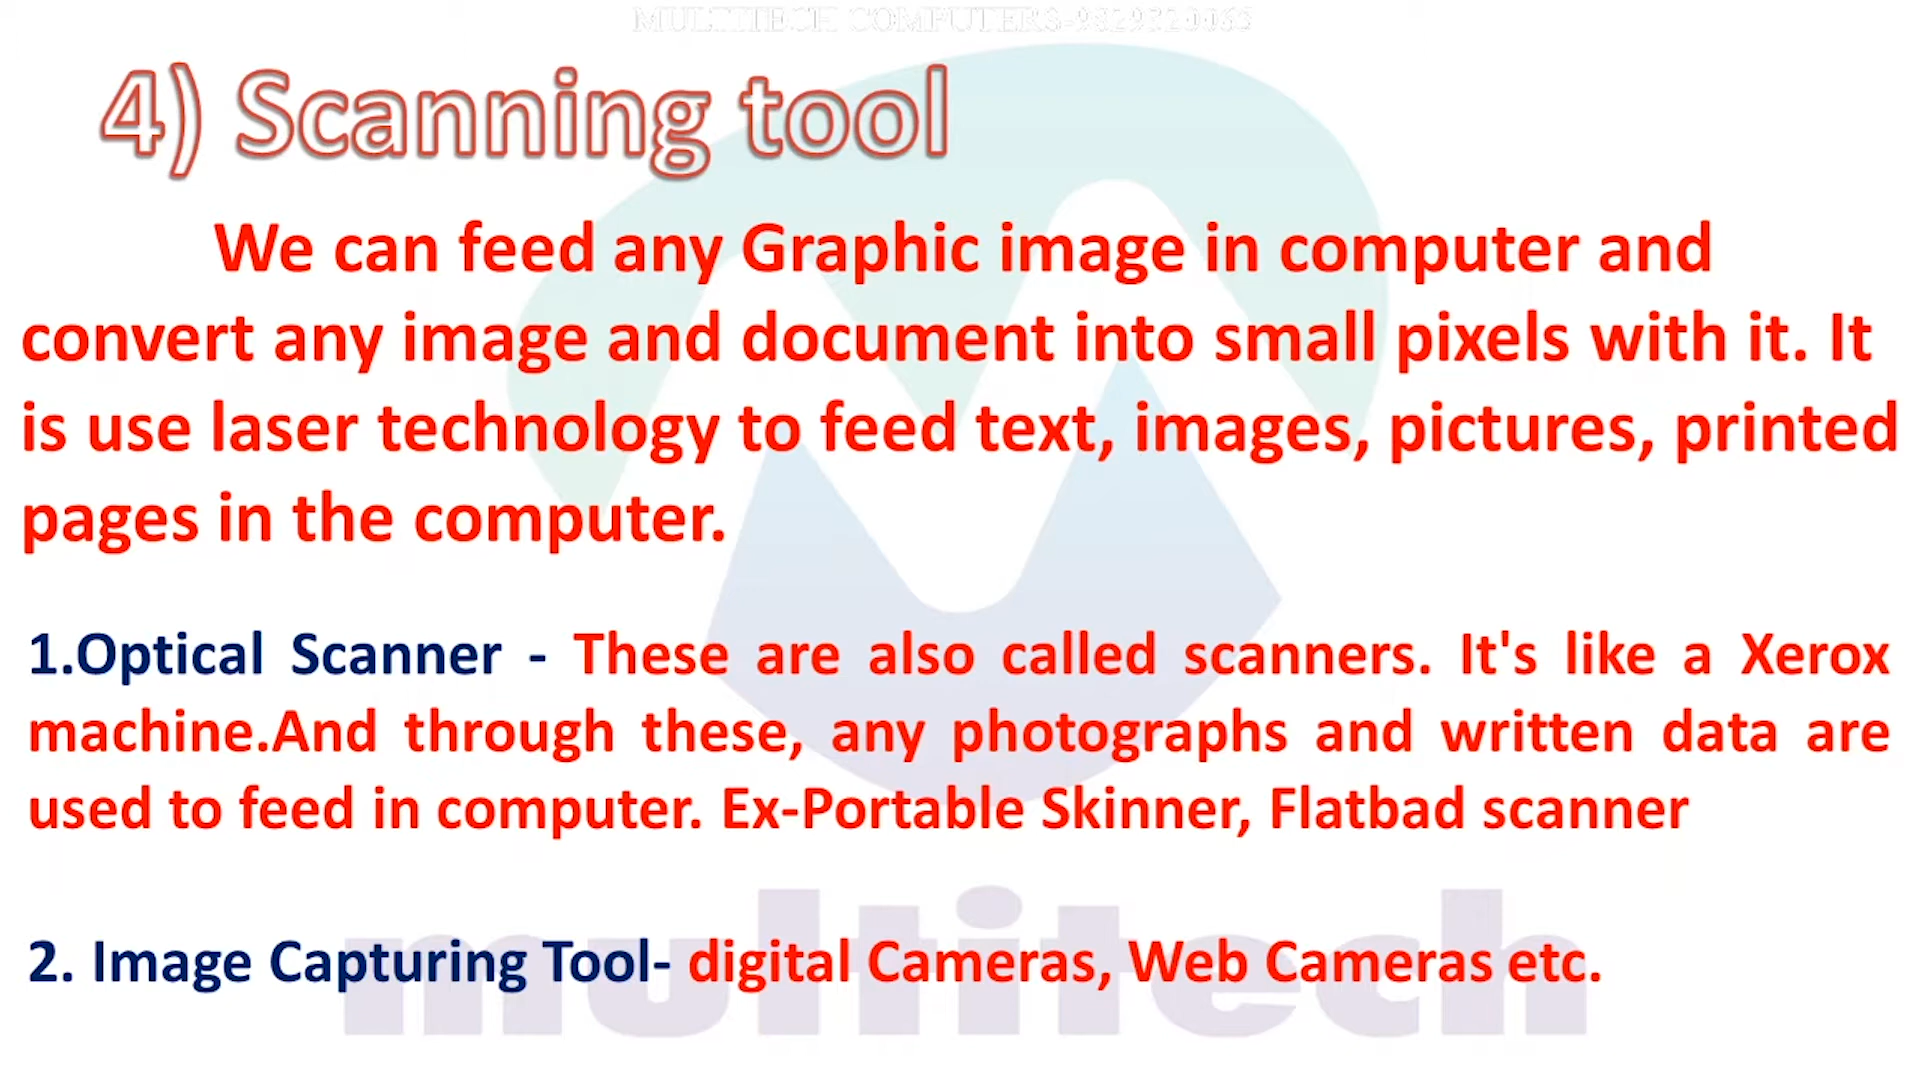 MULTITECH COMPUTERS-9829320063
4) Scanning tool
We can feed any Graphic image in computer and
convert any image and document into small pixels with it. It
is use laser technology to feed text, images, pictures, printed
pages in the computer.
1.Optical Scanner - These are also called scanners. It's like a Xerox
machine.And through these, any photographs and written data are
used to feed in computer. Ex-Portable Skinner, Flatbad scanner
2. Image Capturing Tool- digital Cameras, Web Cameras etc.
multitech